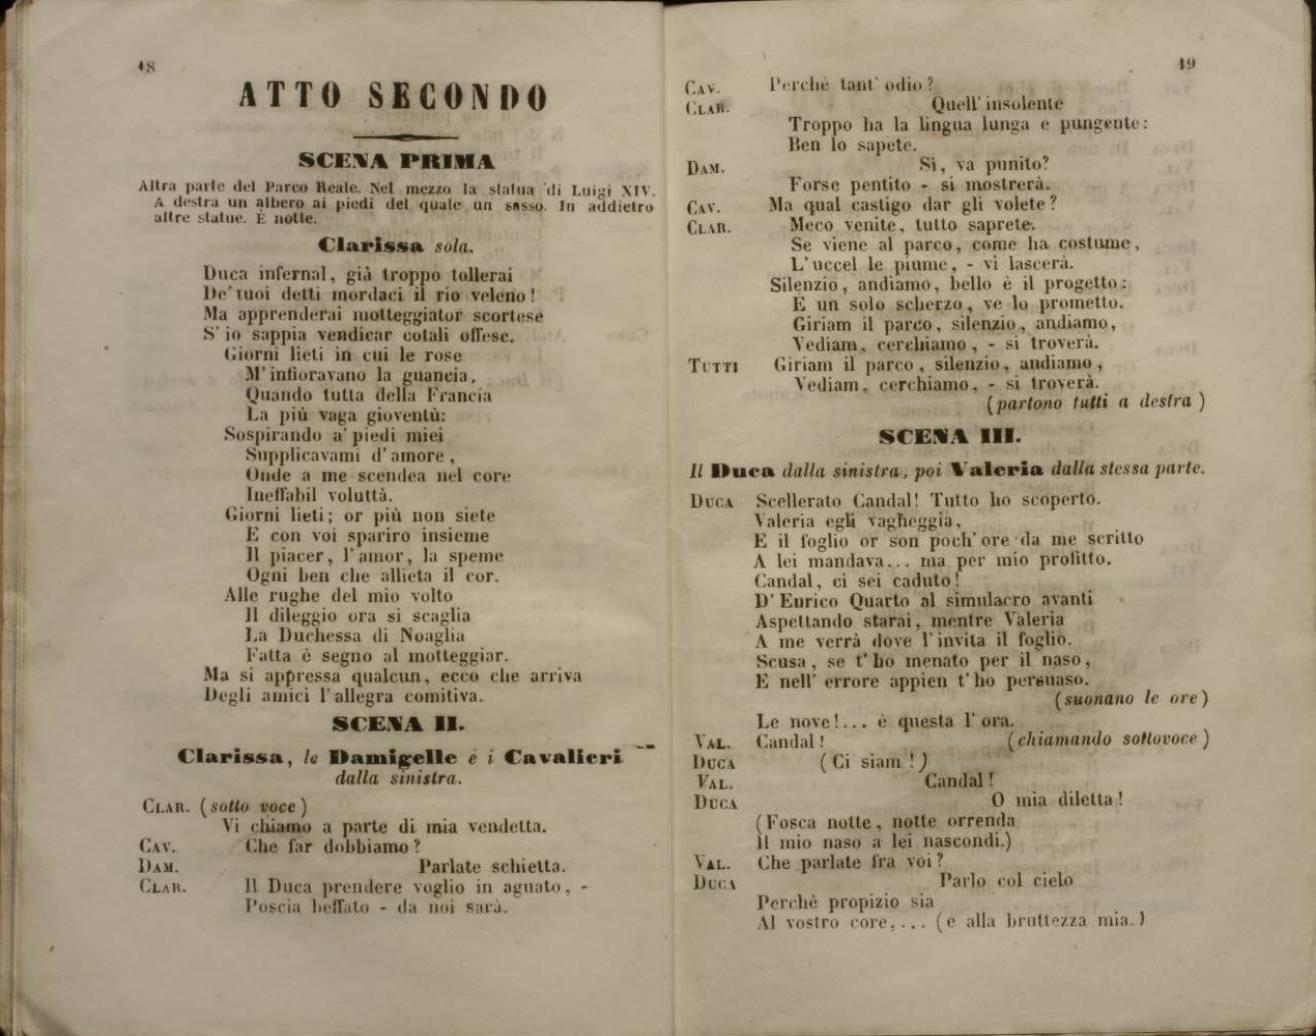 18
ATTO SECONDO
SCENA PRIMA
Altra parte del Parco Reale. Nel mezzo la statua di Luigi XIV.
A destra un albero ai piedi del quale un sasso. In addietro
altre statue. È notte.
Clarissa sola.
Duca infernal, già troppo tollerai
De' tuoi detti mordaci il rio veleno!
Ma apprenderai motteggiator scortese
S' io sappia vendicar cotali offese.
Giorni lieti in cui le rose
M' infioravano la guancia,
Quando tutta della Francia
La più vaga gioventù:
Sospirando a' piedi miei
Supplicavami d' amore,
Onde a me scendea nel core
Ineffabil voluttà.
Giorni lieti; or più non siete
E con voi spariro insieme
Il piacer, l' amor, la speme
Ogni ben che allieta il cor.
Alle rughe del mio volto
Il dileggio ora si scaglia
La Duchessa di Noaglia
Fatta è segno al motteggiar.
Ma si appressa qualcun, ecco che arriva
Degli amici l' allegra comitiva.
SCENA II.
Clarissa, le Damigelle e i Cavalieri
dalla sinistra.
CLAR. (sotto voce)
Vi chiamo a parte di mia vendetta.
CAV. Che far dobbiamo?
DAM. Parlate schietta.
CLAR. Il Duca prendere voglio in aguato, -
Poscia beffato - da noi sarà.
19
CAV. Perchè tant' odio?
CLAR. Quell' insolente
Troppo ha la lingua lunga e pungente:
Ben lo sapete.
DAM. Sì, va punito?
Forse pentito - si mostrerà.
CAV. Ma qual castigo dar gli volete?
CLAR. Meco venite, tutto saprete.
Se viene al parco, come ha costume,
L' uccel le piume, - vi lascerà.
Silenzio, andiamo, bello è il progetto:
E un solo scherzo, ve lo prometto.
Giriam il parco, silenzio, andiamo,
Vediam, cerchiamo, - si troverà.
TUTTI Giriam il parco, silenzio, andiamo,
Vediam, cerchiamo, - si troverà.
(partono tutti a destra)
SCENA III.
Il Duca dalla sinistra, poi Valeria dalla stessa parte.
DUCA Scellerato Candal! Tutto ho scoperto.
Valeria egli vagheggia,
E il foglio or son poch' ore da me scritto
A lei mandava... ma per mio profitto.
Candal, ci sei caduto!
D' Enrico Quarto al simulacro avanti
Aspettando starai, mentre Valeria
A me verrà dove l' invita il foglio.
Scusa, se t' ho menato per il naso,
E nell' errore appien t' ho persuaso.
(suonano le ore)
Le nove!... è questa l' ora.
VAL. Candal! (chiamando sottovoce)
DUCA (Ci siam!)
VAL. Candal!
DUCA O mia diletta!
(Fosca notte, notte orrenda
Il mio naso a lei nascondi.)
VAL. Che parlate fra voi?
DUCA Parlo col cielo
Perchè propizio sia
Al vostro core,... (e alla bruttezza mia.)